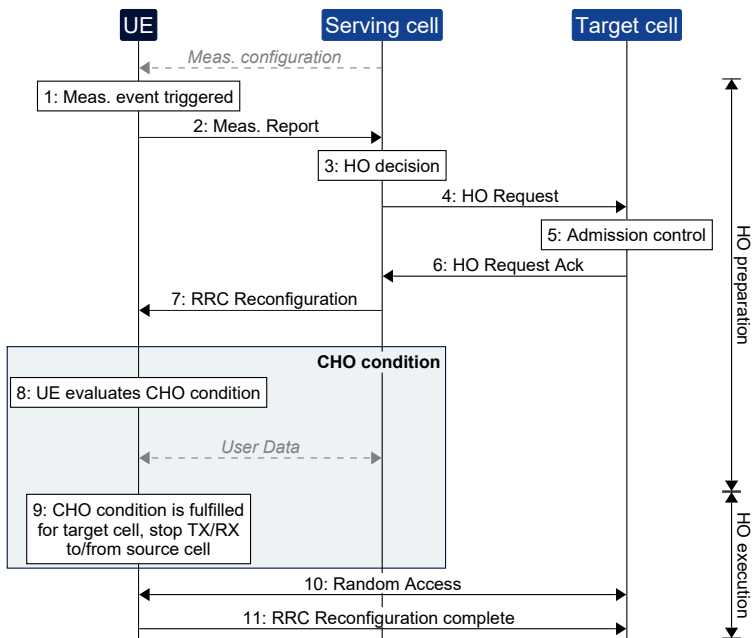 UE
Serving cell
Target cell
Meas. configuration
1: Meas. event triggered
2: Meas. Report
3: HO decision
4: HO Request
5: Admission control
6: HO Request Ack
7: RRC Reconfiguration
HO preparation
CHO condition
8: UE evaluates CHO condition
User Data
9: CHO condition is fulfilled
for target cell, stop TX/RX
to/from source cell
HO execution
10: Random Access
11: RRC Reconfiguration complete